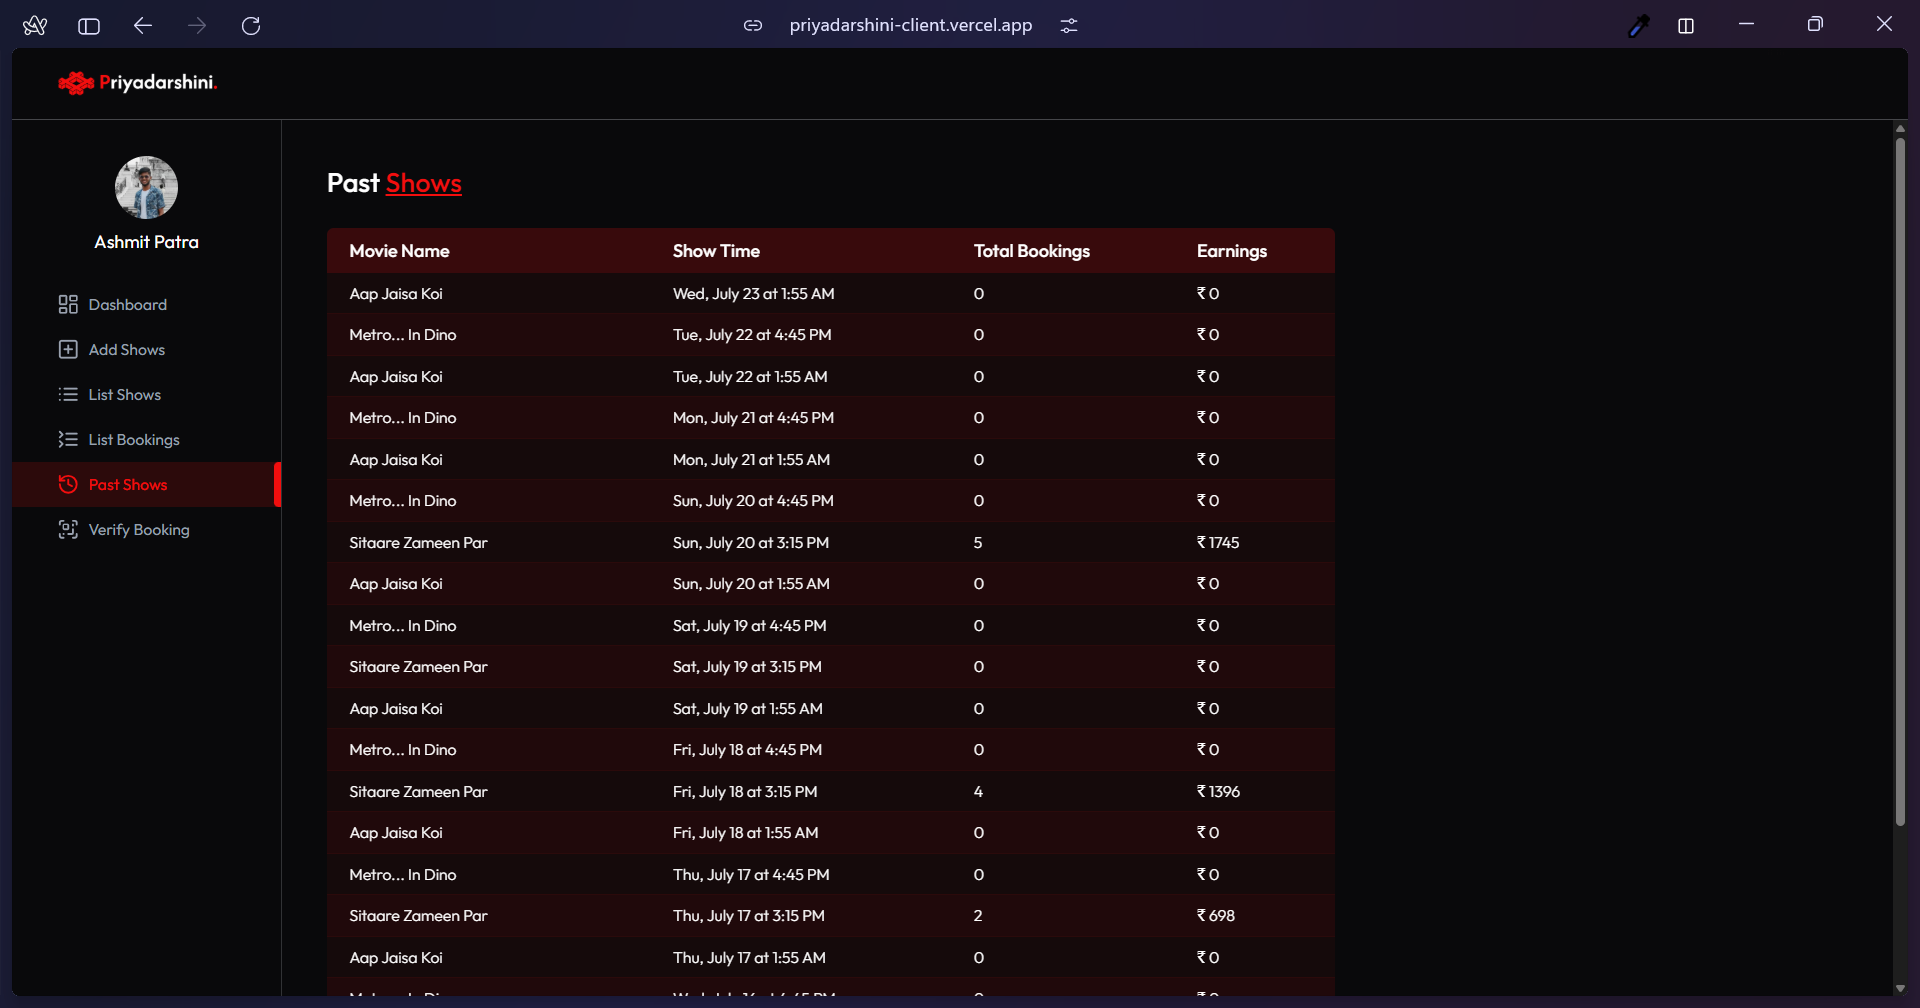 priyadarshini-client.vercel.app
Priyadarshini.
Ashmit Patra
Dashboard
Add Shows
List Shows
List Bookings
Past Shows
Verify Booking
Past Shows
Movie Name Show Time Total Bookings Earnings
Aap Jaisa Koi Wed, July 23 at 1:55 AM 0 ₹ 0
Metro... In Dino Tue, July 22 at 4:45 PM 0 ₹ 0
Aap Jaisa Koi Tue, July 22 at 1:55 AM 0 ₹ 0
Metro... In Dino Mon, July 21 at 4:45 PM 0 ₹ 0
Aap Jaisa Koi Mon, July 21 at 1:55 AM 0 ₹ 0
Metro... In Dino Sun, July 20 at 4:45 PM 0 ₹ 0
Sitaare Zameen Par Sun, July 20 at 3:15 PM 5 ₹ 1745
Aap Jaisa Koi Sun, July 20 at 1:55 AM 0 ₹ 0
Metro... In Dino Sat, July 19 at 4:45 PM 0 ₹ 0
Sitaare Zameen Par Sat, July 19 at 3:15 PM 0 ₹ 0
Aap Jaisa Koi Sat, July 19 at 1:55 AM 0 ₹ 0
Metro... In Dino Fri, July 18 at 4:45 PM 0 ₹ 0
Sitaare Zameen Par Fri, July 18 at 3:15 PM 4 ₹ 1396
Aap Jaisa Koi Fri, July 18 at 1:55 AM 0 ₹ 0
Metro... In Dino Thu, July 17 at 4:45 PM 0 ₹ 0
Sitaare Zameen Par Thu, July 17 at 3:15 PM 2 ₹ 698
Aap Jaisa Koi Thu, July 17 at 1:55 AM 0 ₹ 0